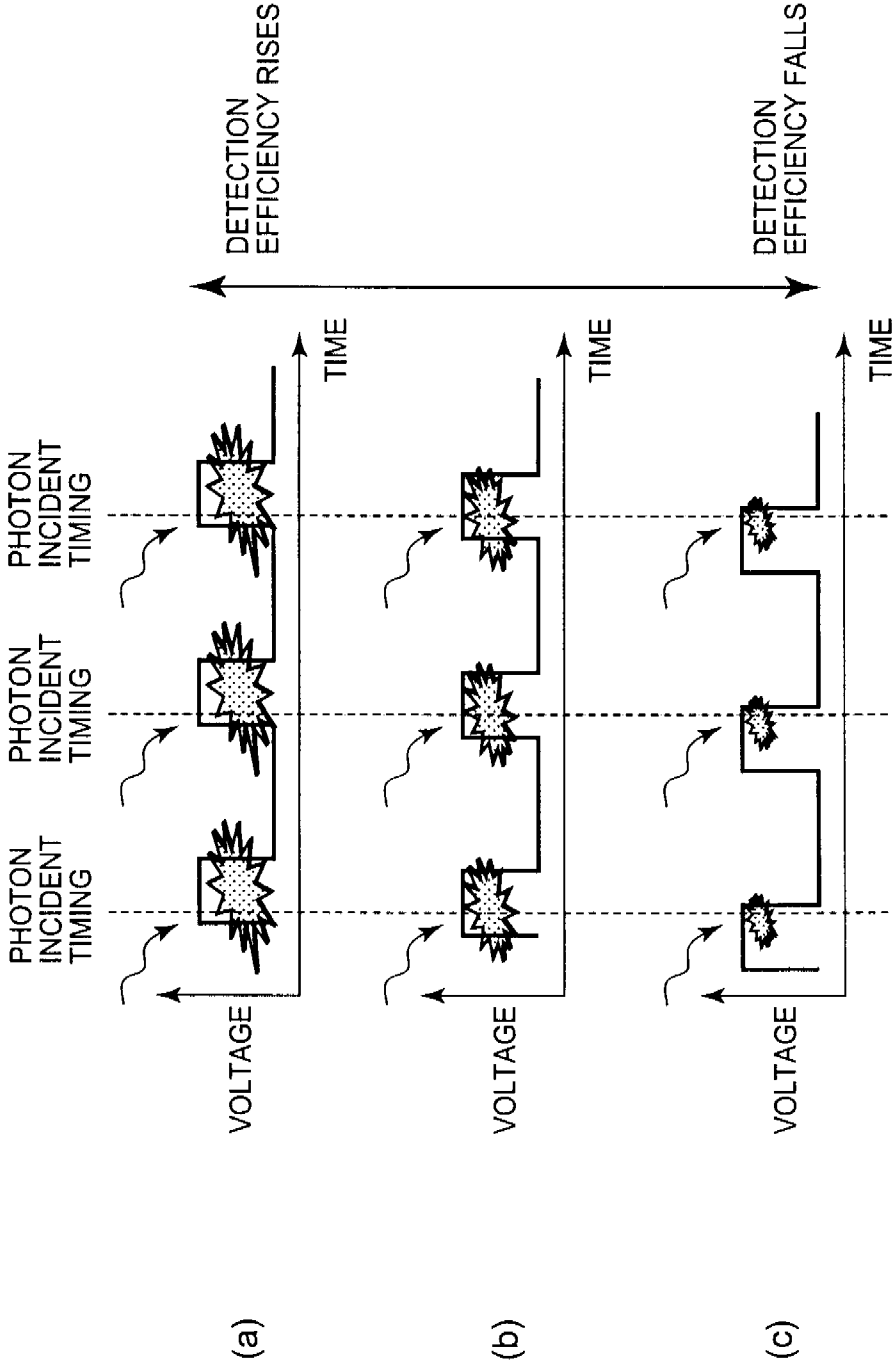 PHOTON
INCIDENT
TIMING
PHOTON
INCIDENT
TIMING
PHOTON
INCIDENT
TIMING
(a)
VOLTAGE
TIME
DETECTION
EFFICIENCY RISES
(b)
VOLTAGE
TIME
(c)
VOLTAGE
TIME
DETECTION
EFFICIENCY FALLS